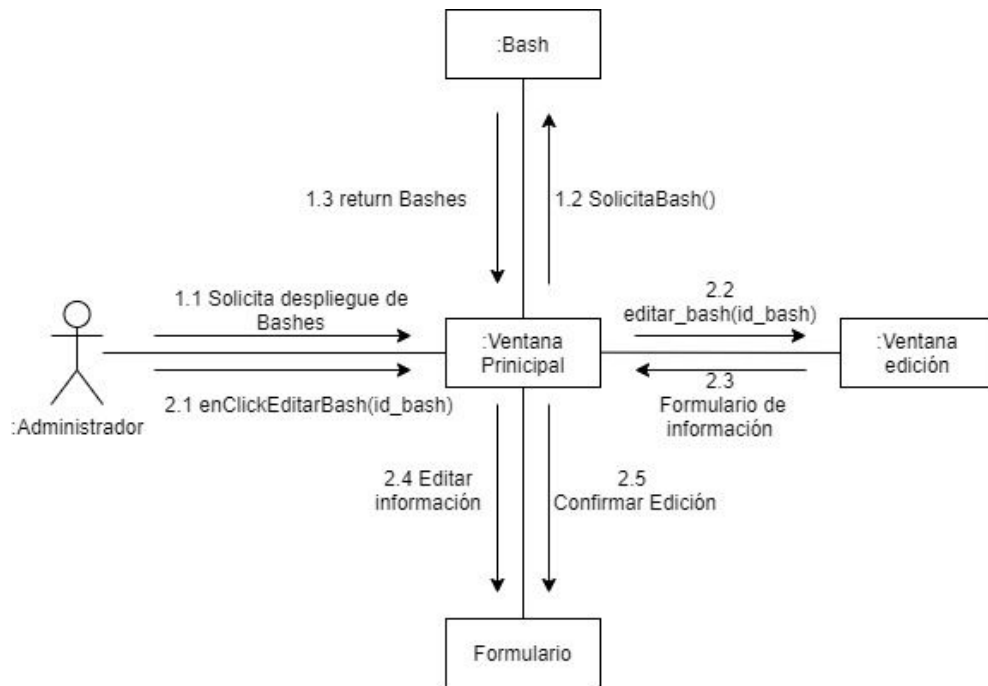 :Bash
1.3 return Bashes
1.2 SolicitaBash()
1.1 Solicita despliegue de
Bashes
2.2
editar_bash(id_bash)
:Ventana
Prinicipal
:Ventana
edición
2.1 enClickEditarBash(id_bash)
2.3
Formulario de
información
:Administrador
2.4 Editar
información
2.5
Confirmar Edición
Formulario